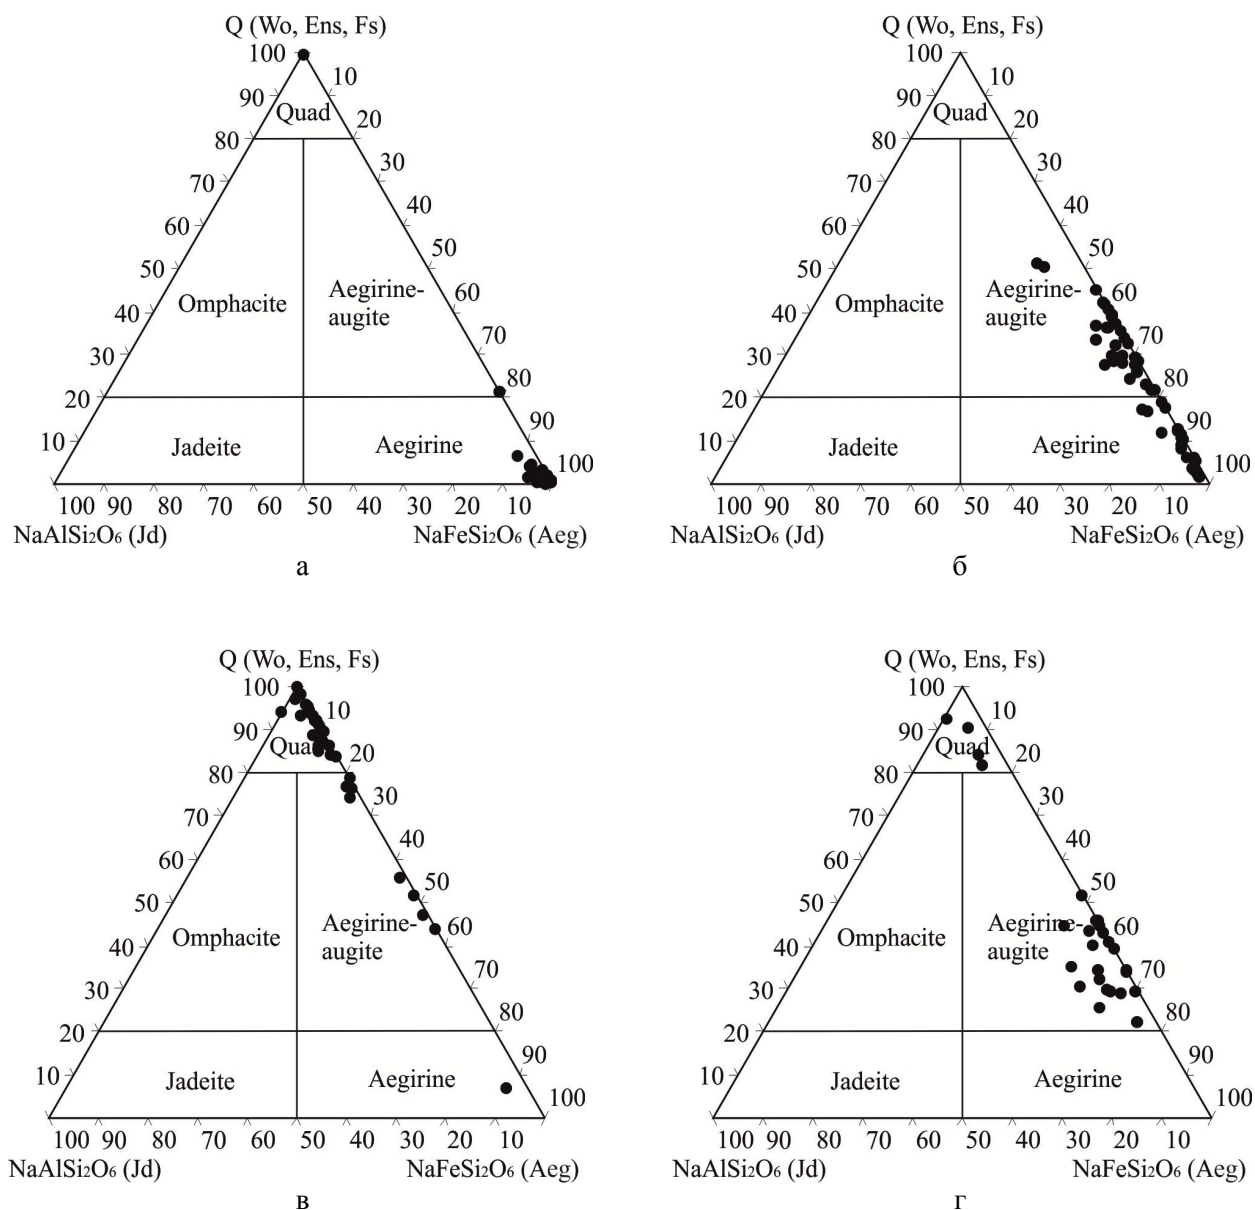 Q (Wo, Ens, Fs)
100
10
90
Quad
20
80
30
70
40
60
50
50
Omphacite
Aegirine-
augite
60
40
70
30
80
20
90
10
Jadeite
Aegirine
100
100 90 80 70 60 50 40 30 20 10
NaAlSi₂O₆ (Jd) NaFeSi₂O₆ (Aeg)
а
Q (Wo, Ens, Fs)
100
10
90
Quad
20
80
30
70
40
60
50
50
Omphacite
Aegirine-
augite
60
40
70
30
80
20
90
10
Jadeite
Aegirine
100
100 90 80 70 60 50 40 30 20 10
NaAlSi₂O₆ (Jd) NaFeSi₂O₆ (Aeg)
б
Q (Wo, Ens, Fs)
100
10
90
Quad
20
80
30
70
40
60
50
50
Aegirine-
augite
60
Omphacite
40
70
30
80
20
90
10
Jadeite
Aegirine
100
100 90 80 70 60 50 40 30 20 10
NaAlSi₂O₆ (Jd) NaFeSi₂O₆ (Aeg)
в
Q (Wo, Ens, Fs)
100
10
90
Quad
20
80
30
70
40
60
50
50
Aegirine-
augite
60
Omphacite
40
70
30
80
20
90
10
Jadeite
Aegirine
100
100 90 80 70 60 50 40 30 20 10
NaAlSi₂O₆ (Jd) NaFeSi₂O₆ (Aeg)
г